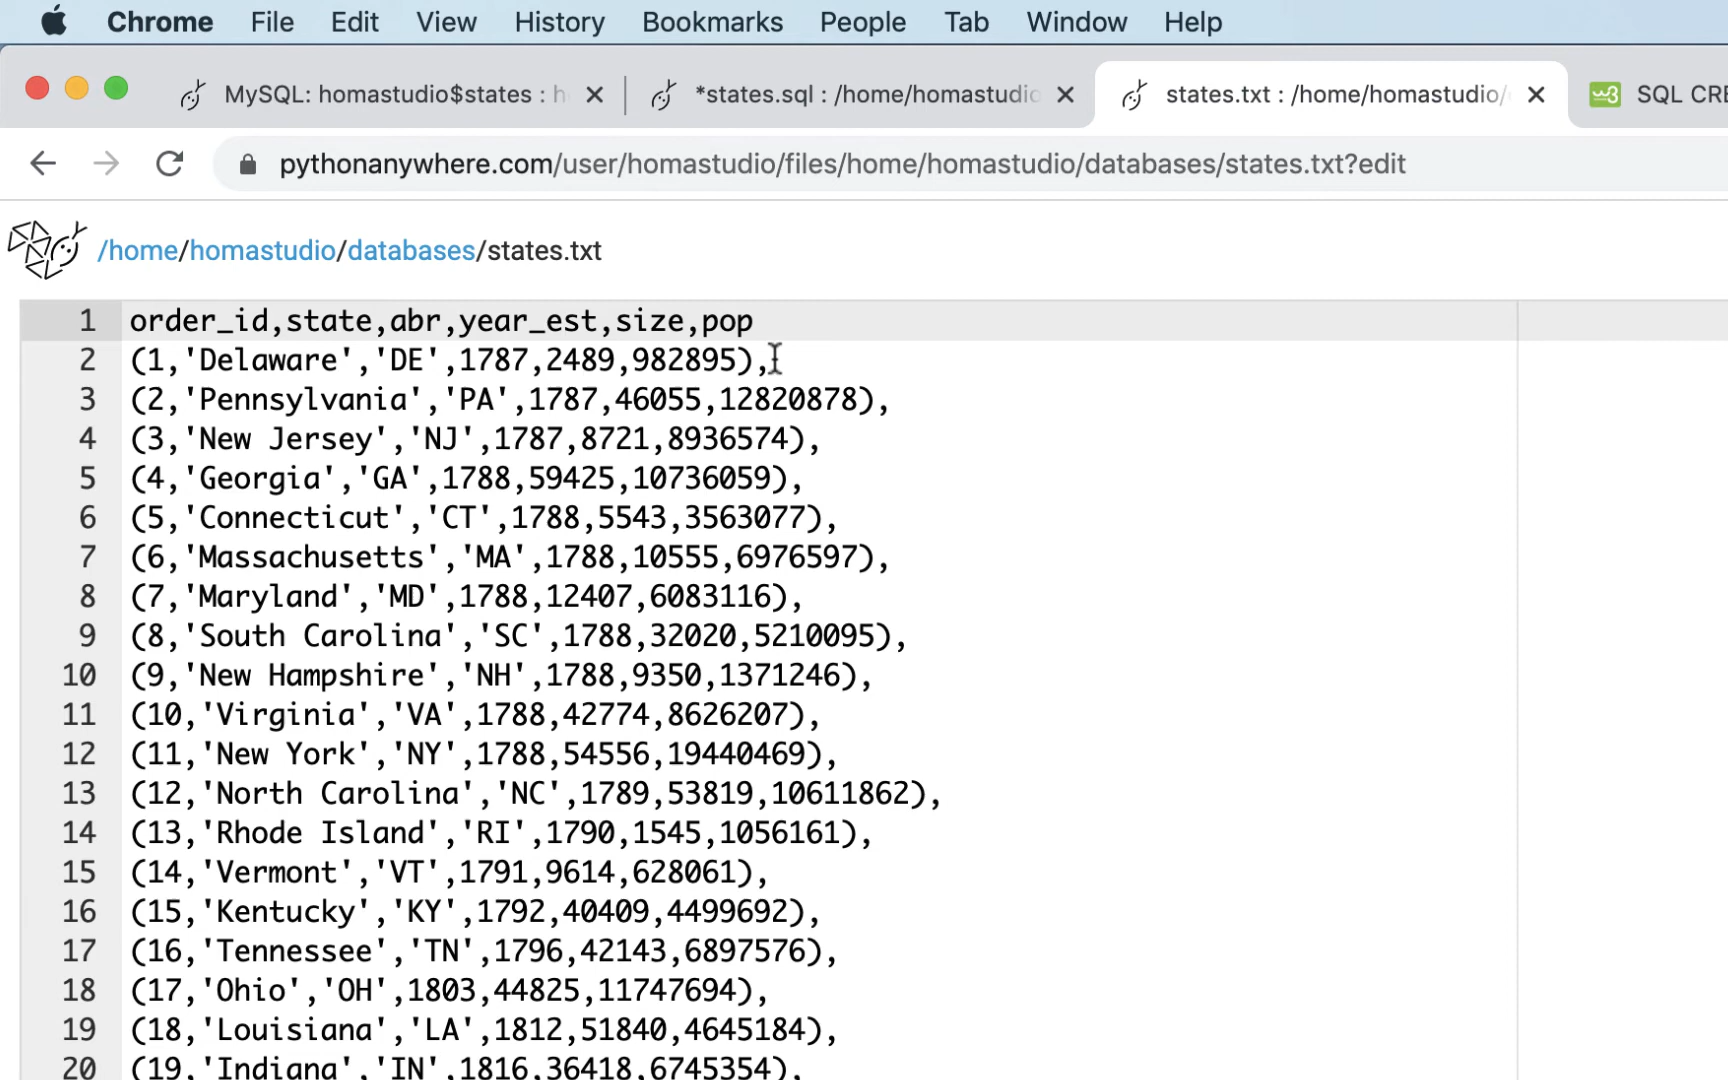 Chrome File Edit View History Bookmarks People Tab Window Help
MySQL: homastudio$states : h
*states.sql : /home/homastudio
states.txt : /home/homastudio/
SQL CRE
pythonanywhere.com/user/homastudio/files/home/homastudio/databases/states.txt?edit
/home/homastudio/databases/states.txt
1 order_id,state,abr,year_est,size,pop
2 (1,'Delaware','DE',1787,2489,982895),
3 (2,'Pennsylvania','PA',1787,46055,12820878),
4 (3,'New Jersey','NJ',1787,8721,8936574),
5 (4,'Georgia','GA',1788,59425,10736059),
6 (5,'Connecticut','CT',1788,5543,3563077),
7 (6,'Massachusetts','MA',1788,10555,6976597),
8 (7,'Maryland','MD',1788,12407,6083116),
9 (8,'South Carolina','SC',1788,32020,5210095),
10 (9,'New Hampshire','NH',1788,9350,1371246),
11 (10,'Virginia','VA',1788,42774,8626207),
12 (11,'New York','NY',1788,54556,19440469),
13 (12,'North Carolina','NC',1789,53819,10611862),
14 (13,'Rhode Island','RI',1790,1545,1056161),
15 (14,'Vermont','VT',1791,9614,628061),
16 (15,'Kentucky','KY',1792,40409,4499692),
17 (16,'Tennessee','TN',1796,42143,6897576),
18 (17,'Ohio','OH',1803,44825,11747694),
19 (18,'Louisiana','LA',1812,51840,4645184),
20 (19,'Indiana','IN',1816,36418,6745354),